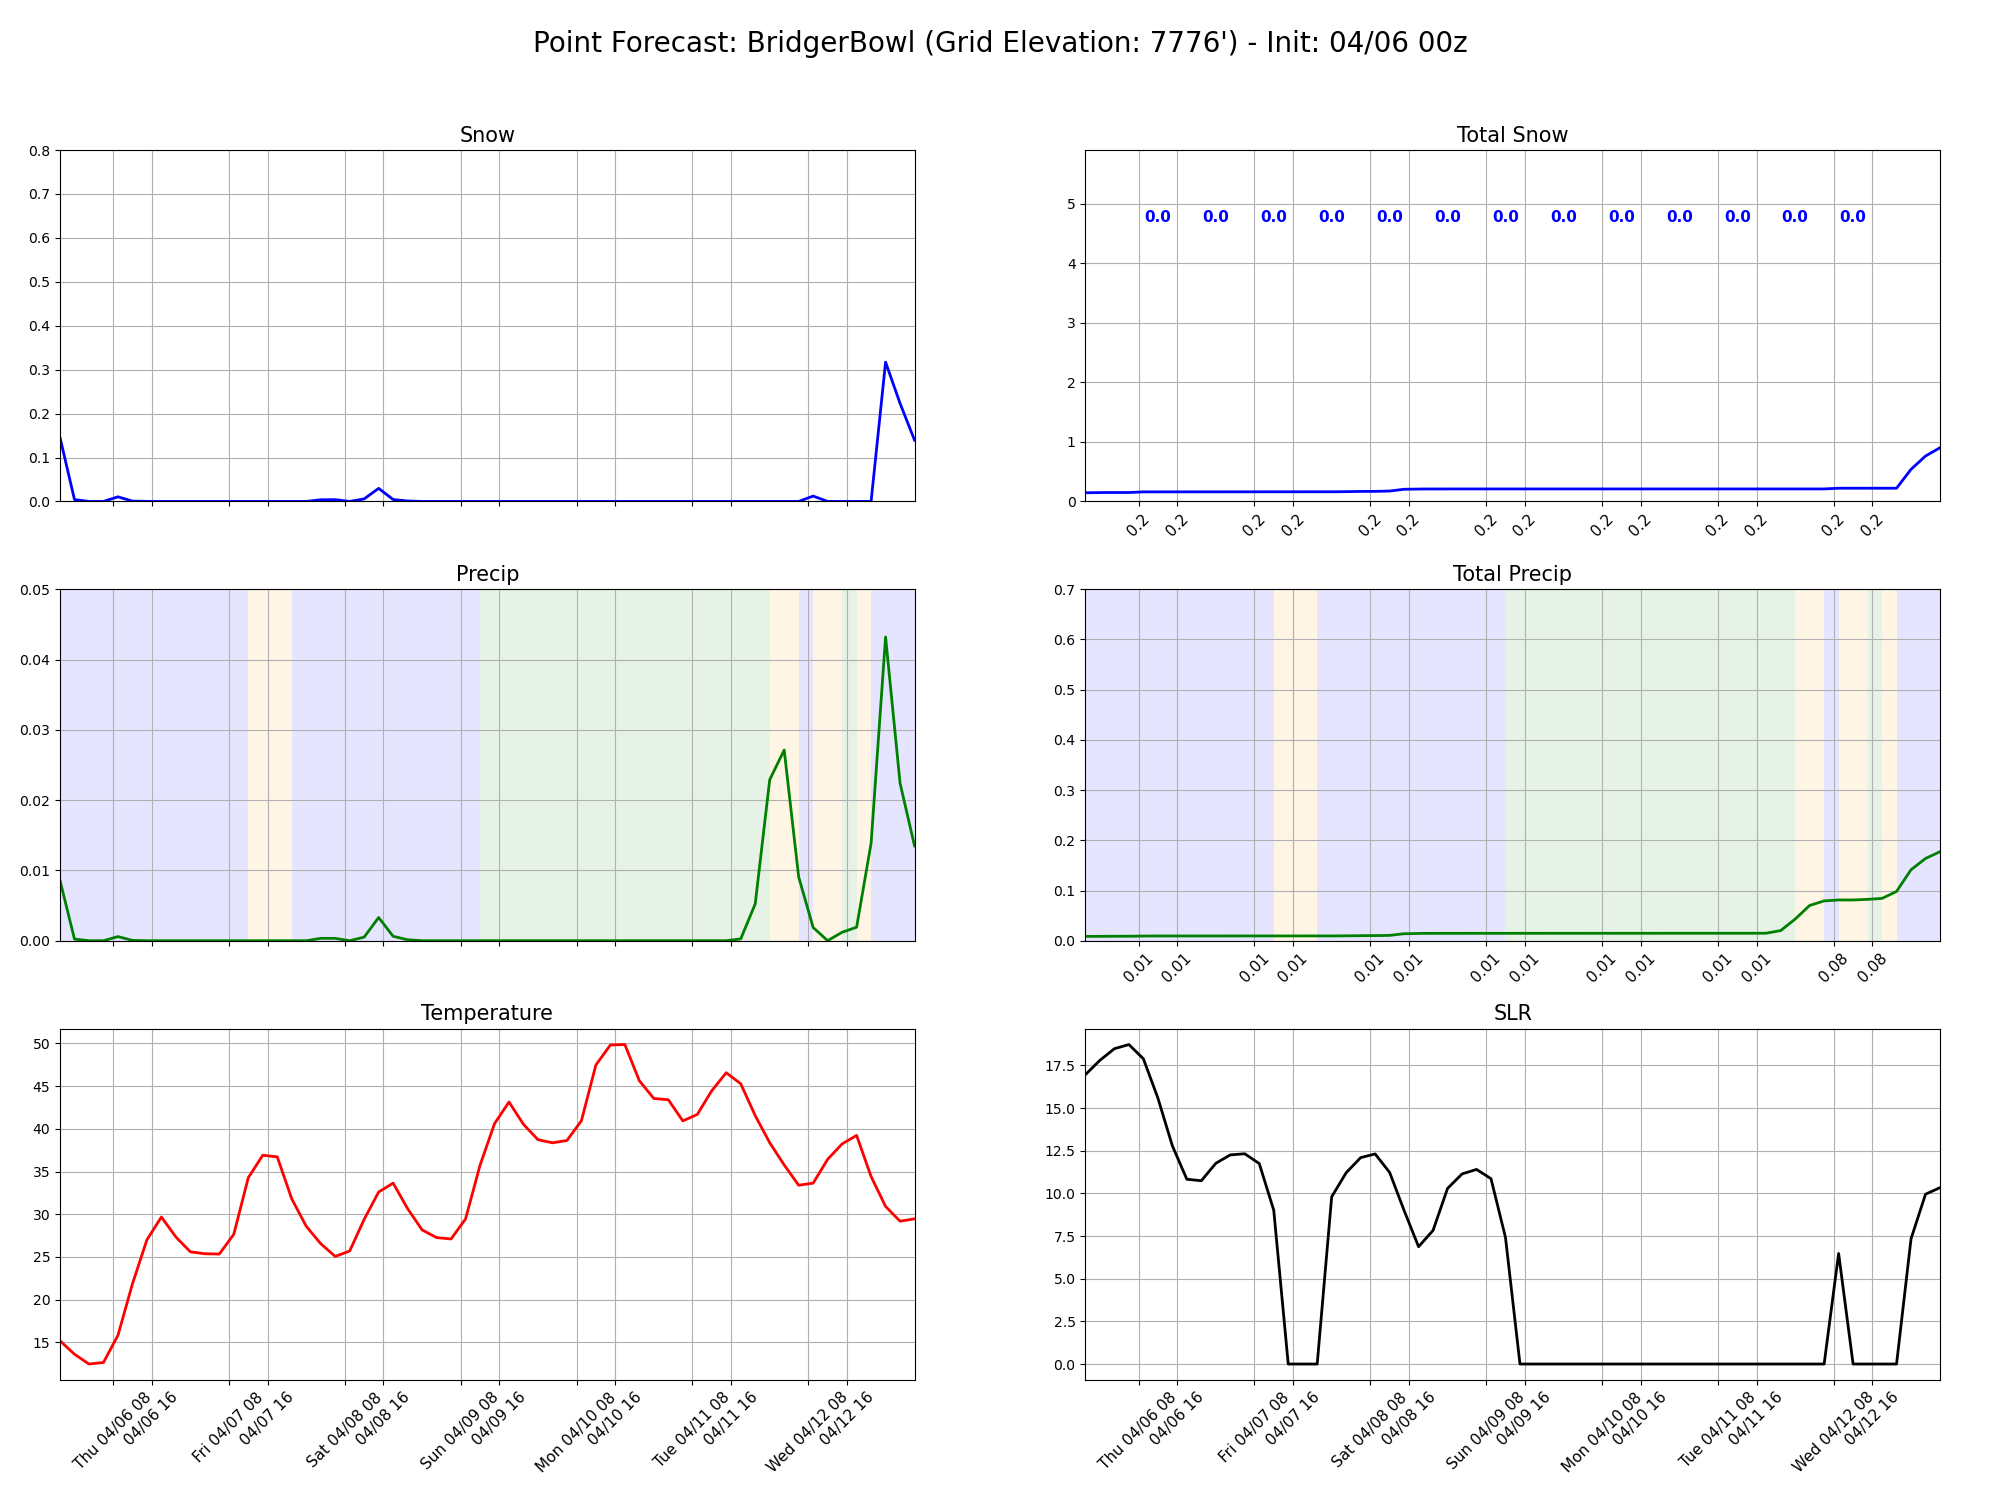 Point Forecast: BridgerBowl (Grid Elevation: 7776') - Init: 04/06 00z
Snow
0.8
0.7
0.6
0.5
0.4
0.3
0.2
0.1
0.0
Total Snow
5
4
3
2
1
0
0.0 0.0 0.0 0.0 0.0 0.0 0.0 0.0 0.0 0.0 0.0 0.0 0.0
0.2 0.2 0.2 0.2 0.2 0.2 0.2 0.2 0.2 0.2 0.2 0.2 0.2 0.2
Precip
0.05
0.04
0.03
0.02
0.01
0.00
Total Precip
0.7
0.6
0.5
0.4
0.3
0.2
0.1
0.0
0.01 0.01 0.01 0.01 0.01 0.01 0.01 0.01 0.01 0.01 0.01 0.01 0.08 0.08
Temperature
50
45
40
35
30
25
20
15
Thu 04/06 08
04/06 16
Fri 04/07 08
04/07 16
Sat 04/08 08
04/08 16
Sun 04/09 08
04/09 16
Mon 04/10 08
04/10 16
Tue 04/11 08
04/11 16
Wed 04/12 08
04/12 16
SLR
17.5
15.0
12.5
10.0
7.5
5.0
2.5
0.0
Thu 04/06 08
04/06 16
Fri 04/07 08
04/07 16
Sat 04/08 08
04/08 16
Sun 04/09 08
04/09 16
Mon 04/10 08
04/10 16
Tue 04/11 08
04/11 16
Wed 04/12 08
04/12 16